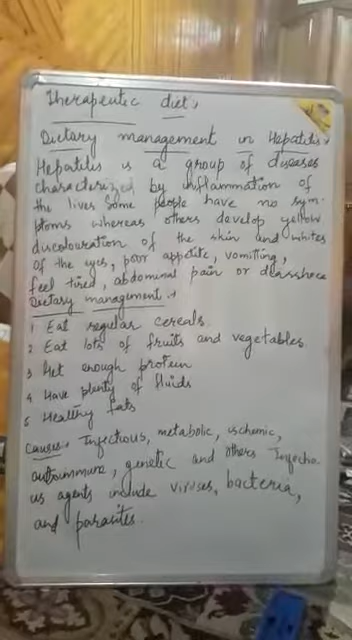 Therapeutic diet,
Dietary management in Hepatitis,
Hepatitis is a group of diseases
characterized by inflammation of
the lives Some people have no sym-
ptoms whereas others develop yellow
discolouration of the skin and whites
of the eyes, poor appetite, vomitting,
feel tired, abdominal pain or
Dietary management,
1 Eat regular cereals.
2 Eat lots of fruits and vegetables
3 Get enough protein
4 Have plenty of fluids
5 Healthy fats
Causes Infectious, metabolic, ischemic,
autoimmune, genetic and others Infectio-
us agents include viruses, bacteria,
and parasites.